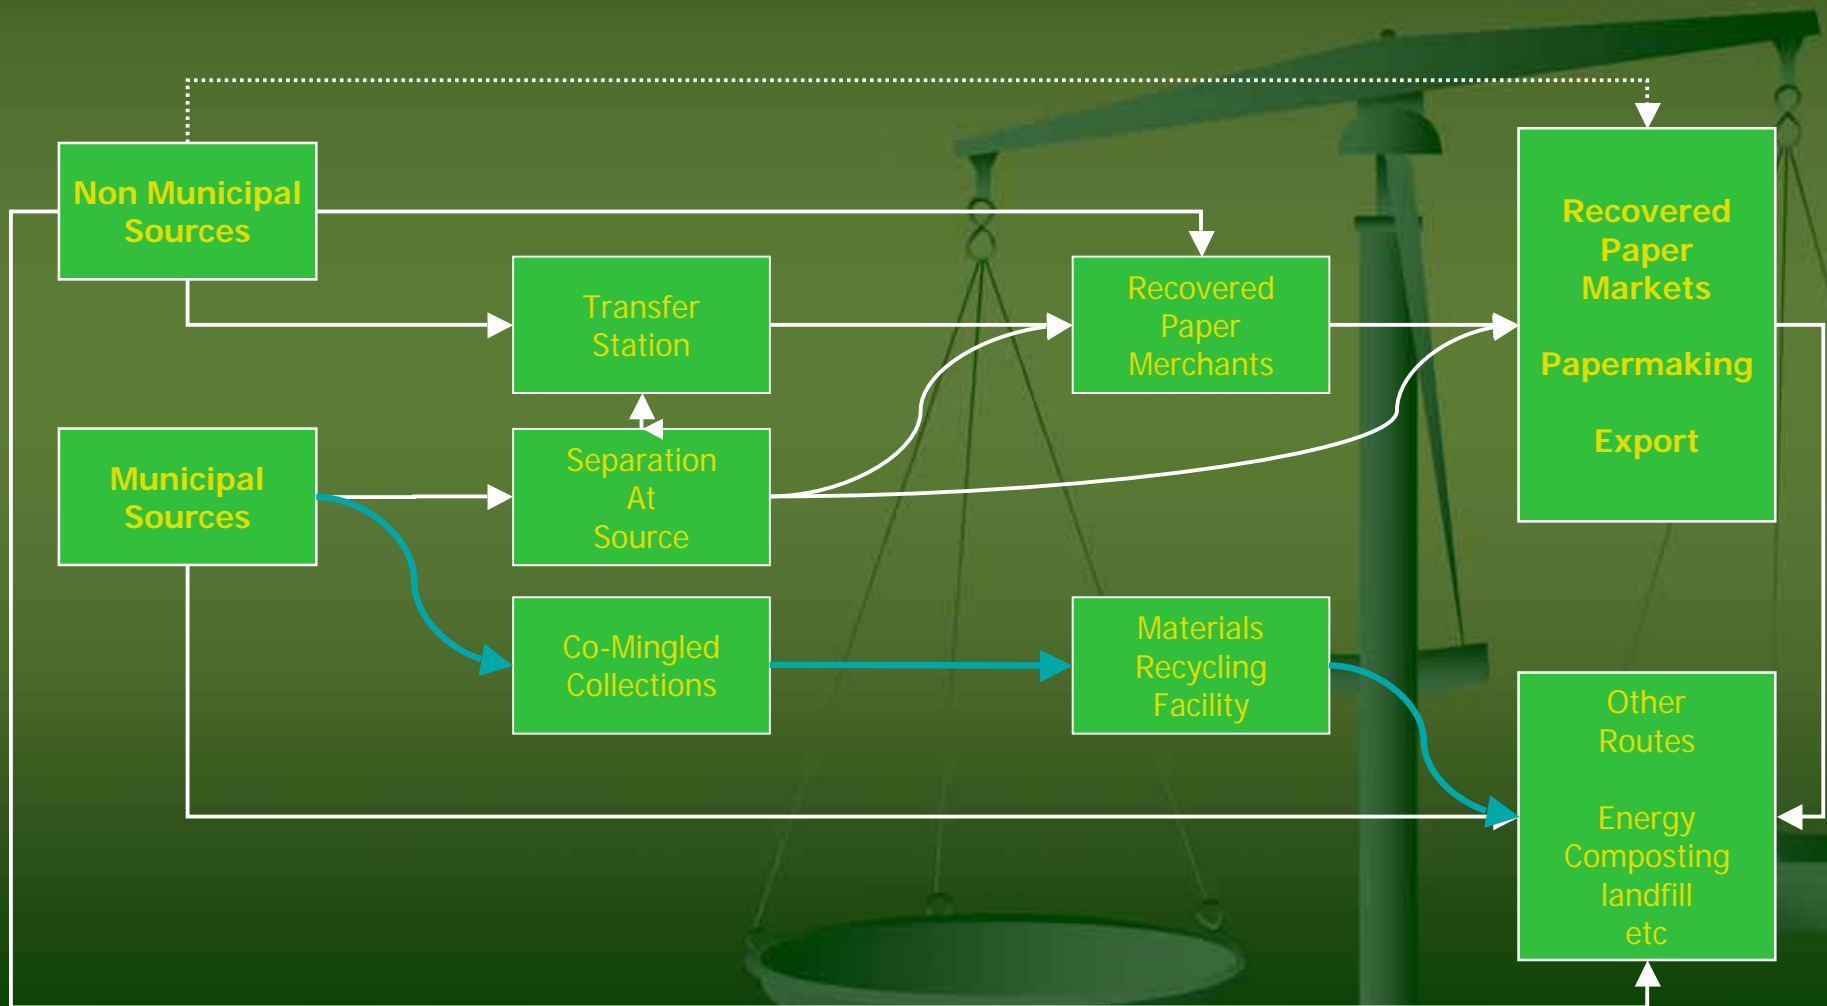 Non Municipal
Sources
Transfer
Station
Recovered
Paper
Merchants
Recovered
Paper
Markets
Papermaking
Export
Municipal
Sources
Separation
At
Source
Co-Mingled
Collections
Materials
Recycling
Facility
Other
Routes
Energy
Composting
landfill
etc